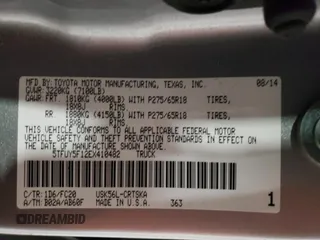 MFD BY: TOYOTA MOTOR MANUFACTURING, TEXAS, INC. 08/14
GVWR: 3220KG (7100LB)
GAWR FRT 1810KG (4000LB) WITH P275/65R18 TIRES,
18X8J RIMS
RR 1880KG (4150LB) WITH P275/65R18 TIRES,
18X8J RIMS
THIS VEHICLE CONFORMS TO ALL APPLICABLE FEDERAL MOTOR
VEHICLE SAFETY AND THEFT PREVENTION STANDARDS IN EFFECT ON
THE DATE OF MANUFACTURE SHOWN ABOVE.
5TFUY5F12EX410482 TRUCK
C/TR: 1D6/FC20 USK56L-CRTSKA
A/TM: B02A/AB60F MADE IN U.S.A. 363 1
DREAMBID